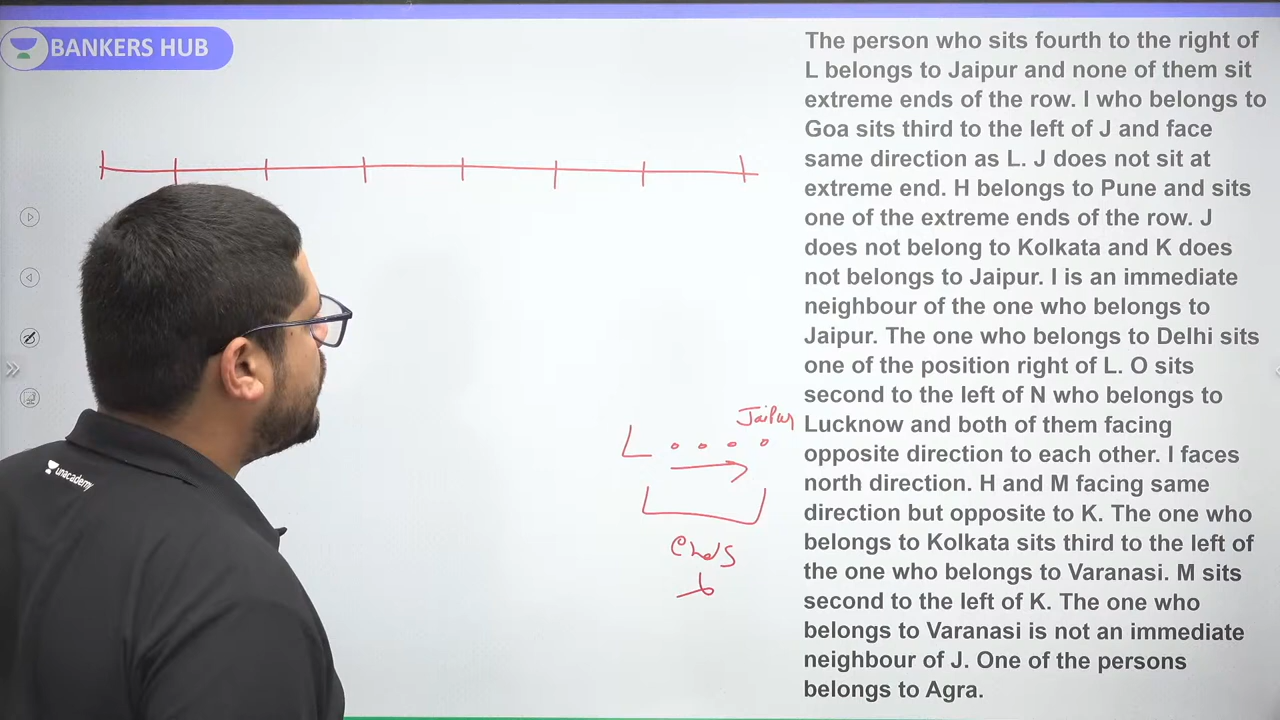 BANKERS HUB
The person who sits fourth to the right of
L belongs to Jaipur and none of them sit
extreme ends of the row. I who belongs to
Goa sits third to the left of J and face
same direction as L. J does not sit at
extreme end. H belongs to Pune and sits
one of the extreme ends of the row. J
does not belong to Kolkata and K does
not belongs to Jaipur. I is an immediate
neighbour of the one who belongs to
Jaipur. The one who belongs to Delhi sits
one of the position right of L. O sits
second to the left of N who belongs to
Lucknow and both of them facing
opposite direction to each other. I faces
north direction. H and M facing same
direction but opposite to K. The one who
belongs to Kolkata sits third to the left of
the one who belongs to Varanasi. M sits
second to the left of K. The one who
belongs to Varanasi is not an immediate
neighbour of J. One of the persons
belongs to Agra.
Jaipur
L
ends
unacademy